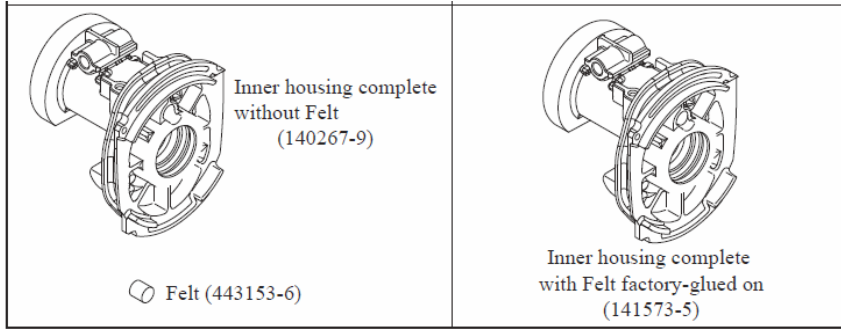 Inner housing complete
without Felt
(140267-9)
Felt (443153-6)
Inner housing complete
with Felt factory-glued on
(141573-5)